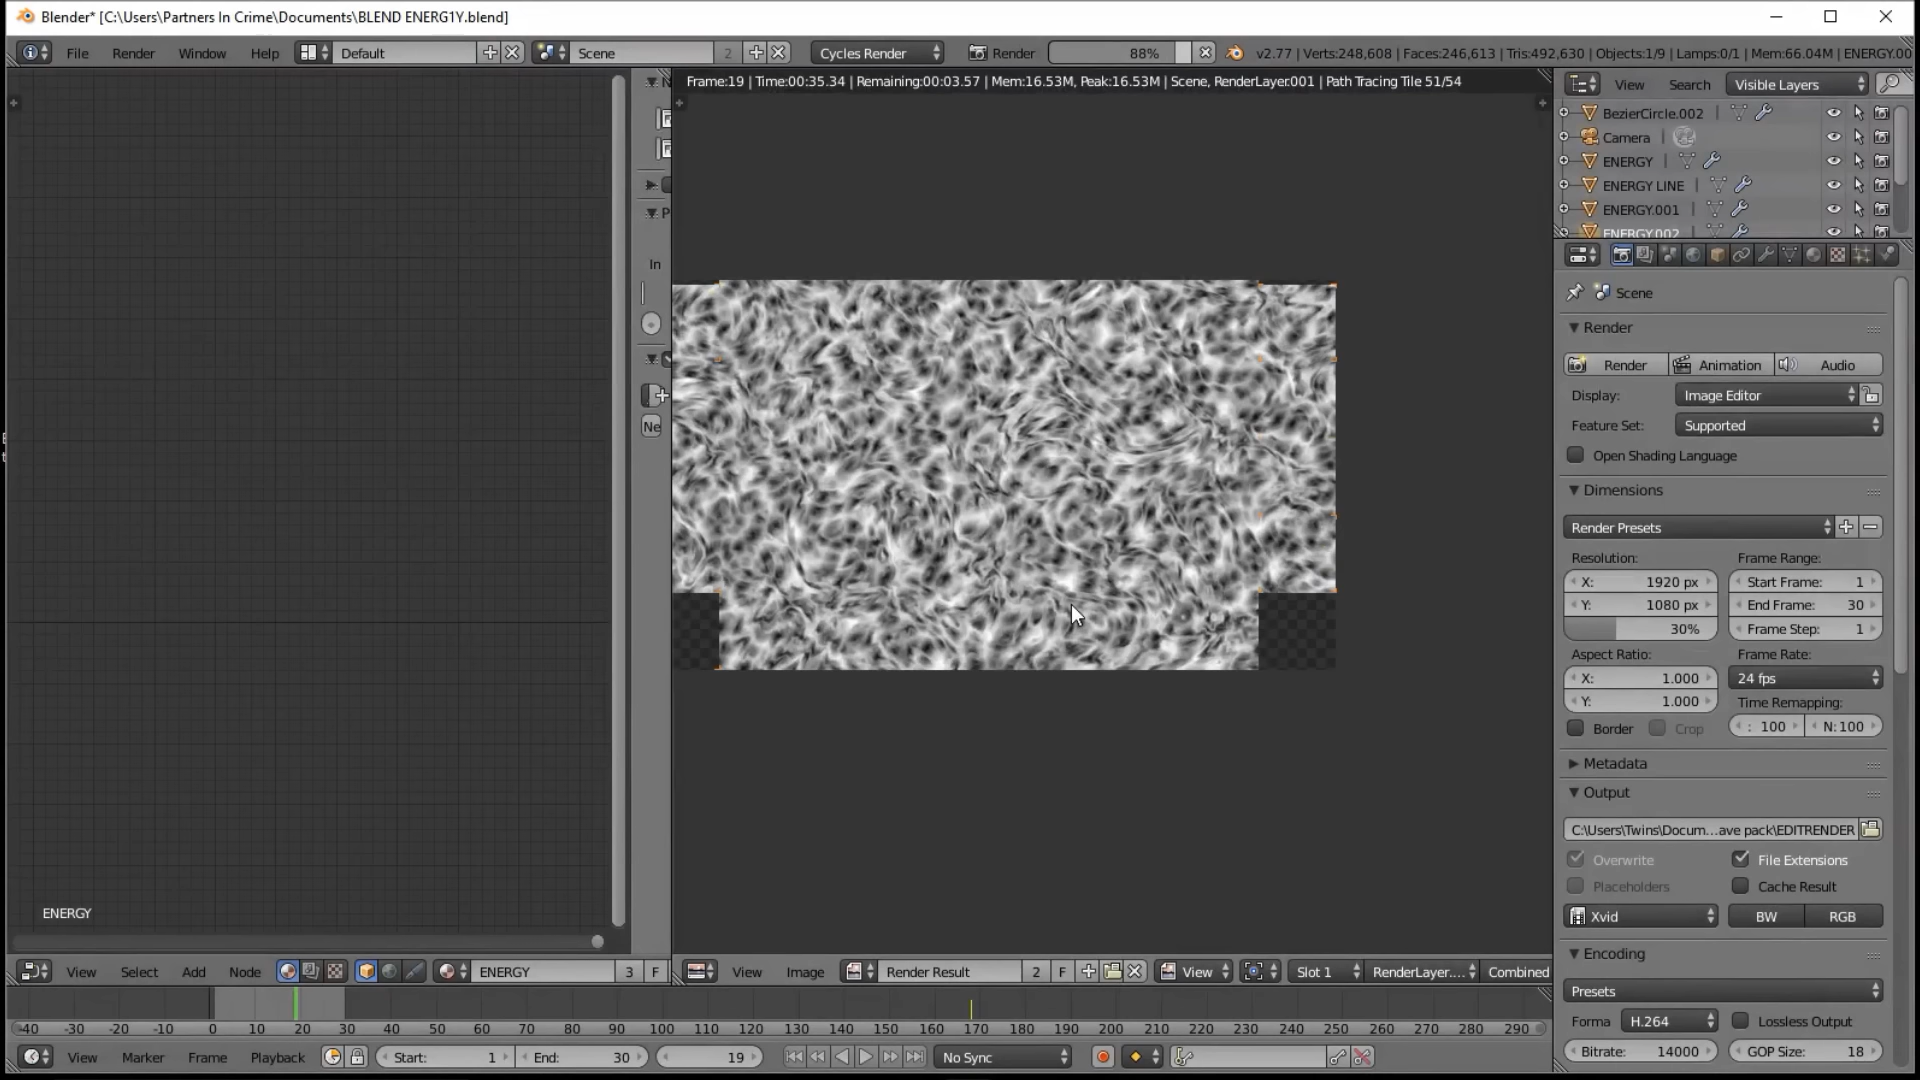 Blender* [C:\Users\Partners In Crime\Documents\BLEND ENERG1Y.blend]
File Render Window Help Default Scene 2 Cycles Render Render 88% v2.77 | Verts:248,608 | Faces:246,613 | Tris:492,630 | Objects:1/9 | Lamps:0/1 | Mem:66.04M | ENERGY.00
Frame:19 | Time:00:35.34 | Remaining:00:03.57 | Mem:16.53M, Peak:16.53M | Scene, RenderLayer.001 | Path Tracing Tile 51/54
View Search Visible Layers
BezierCircle.002
Camera
ENERGY
ENERGY LINE
ENERGY.001
ENERGY.002
In
Ne
Scene
Render
Render Animation Audio
Display: Image Editor
Feature Set: Supported
Open Shading Language
Dimensions
Render Presets
Resolution: Frame Range:
X: 1920 px Start Frame: 1
Y: 1080 px End Frame: 30
30% Frame Step: 1
Aspect Ratio: Frame Rate:
X: 1.000 24 fps
Y: 1.000 Time Remapping:
Border Crop : 100 N:100
Metadata
Output
C:\Users\Twins\Docum...ave pack\EDITRENDER
Overwrite File Extensions
Placeholders Cache Result
Xvid BW RGB
Encoding
Presets
Forma H.264 Lossless Output
Bitrate: 14000 GOP Size: 18
ENERGY
View Select Add Node ENERGY 3 F
View Image Render Result 2 F View Slot 1 RenderLayer.... Combined
-40 -30 -20 -10 0 10 20 30 40 50 60 70 80 90 100 110 120 130 140 150 160 170 180 190 200 210 220 230 240 250 260 270 280 290
View Marker Frame Playback Start: 1 End: 30 19 No Sync